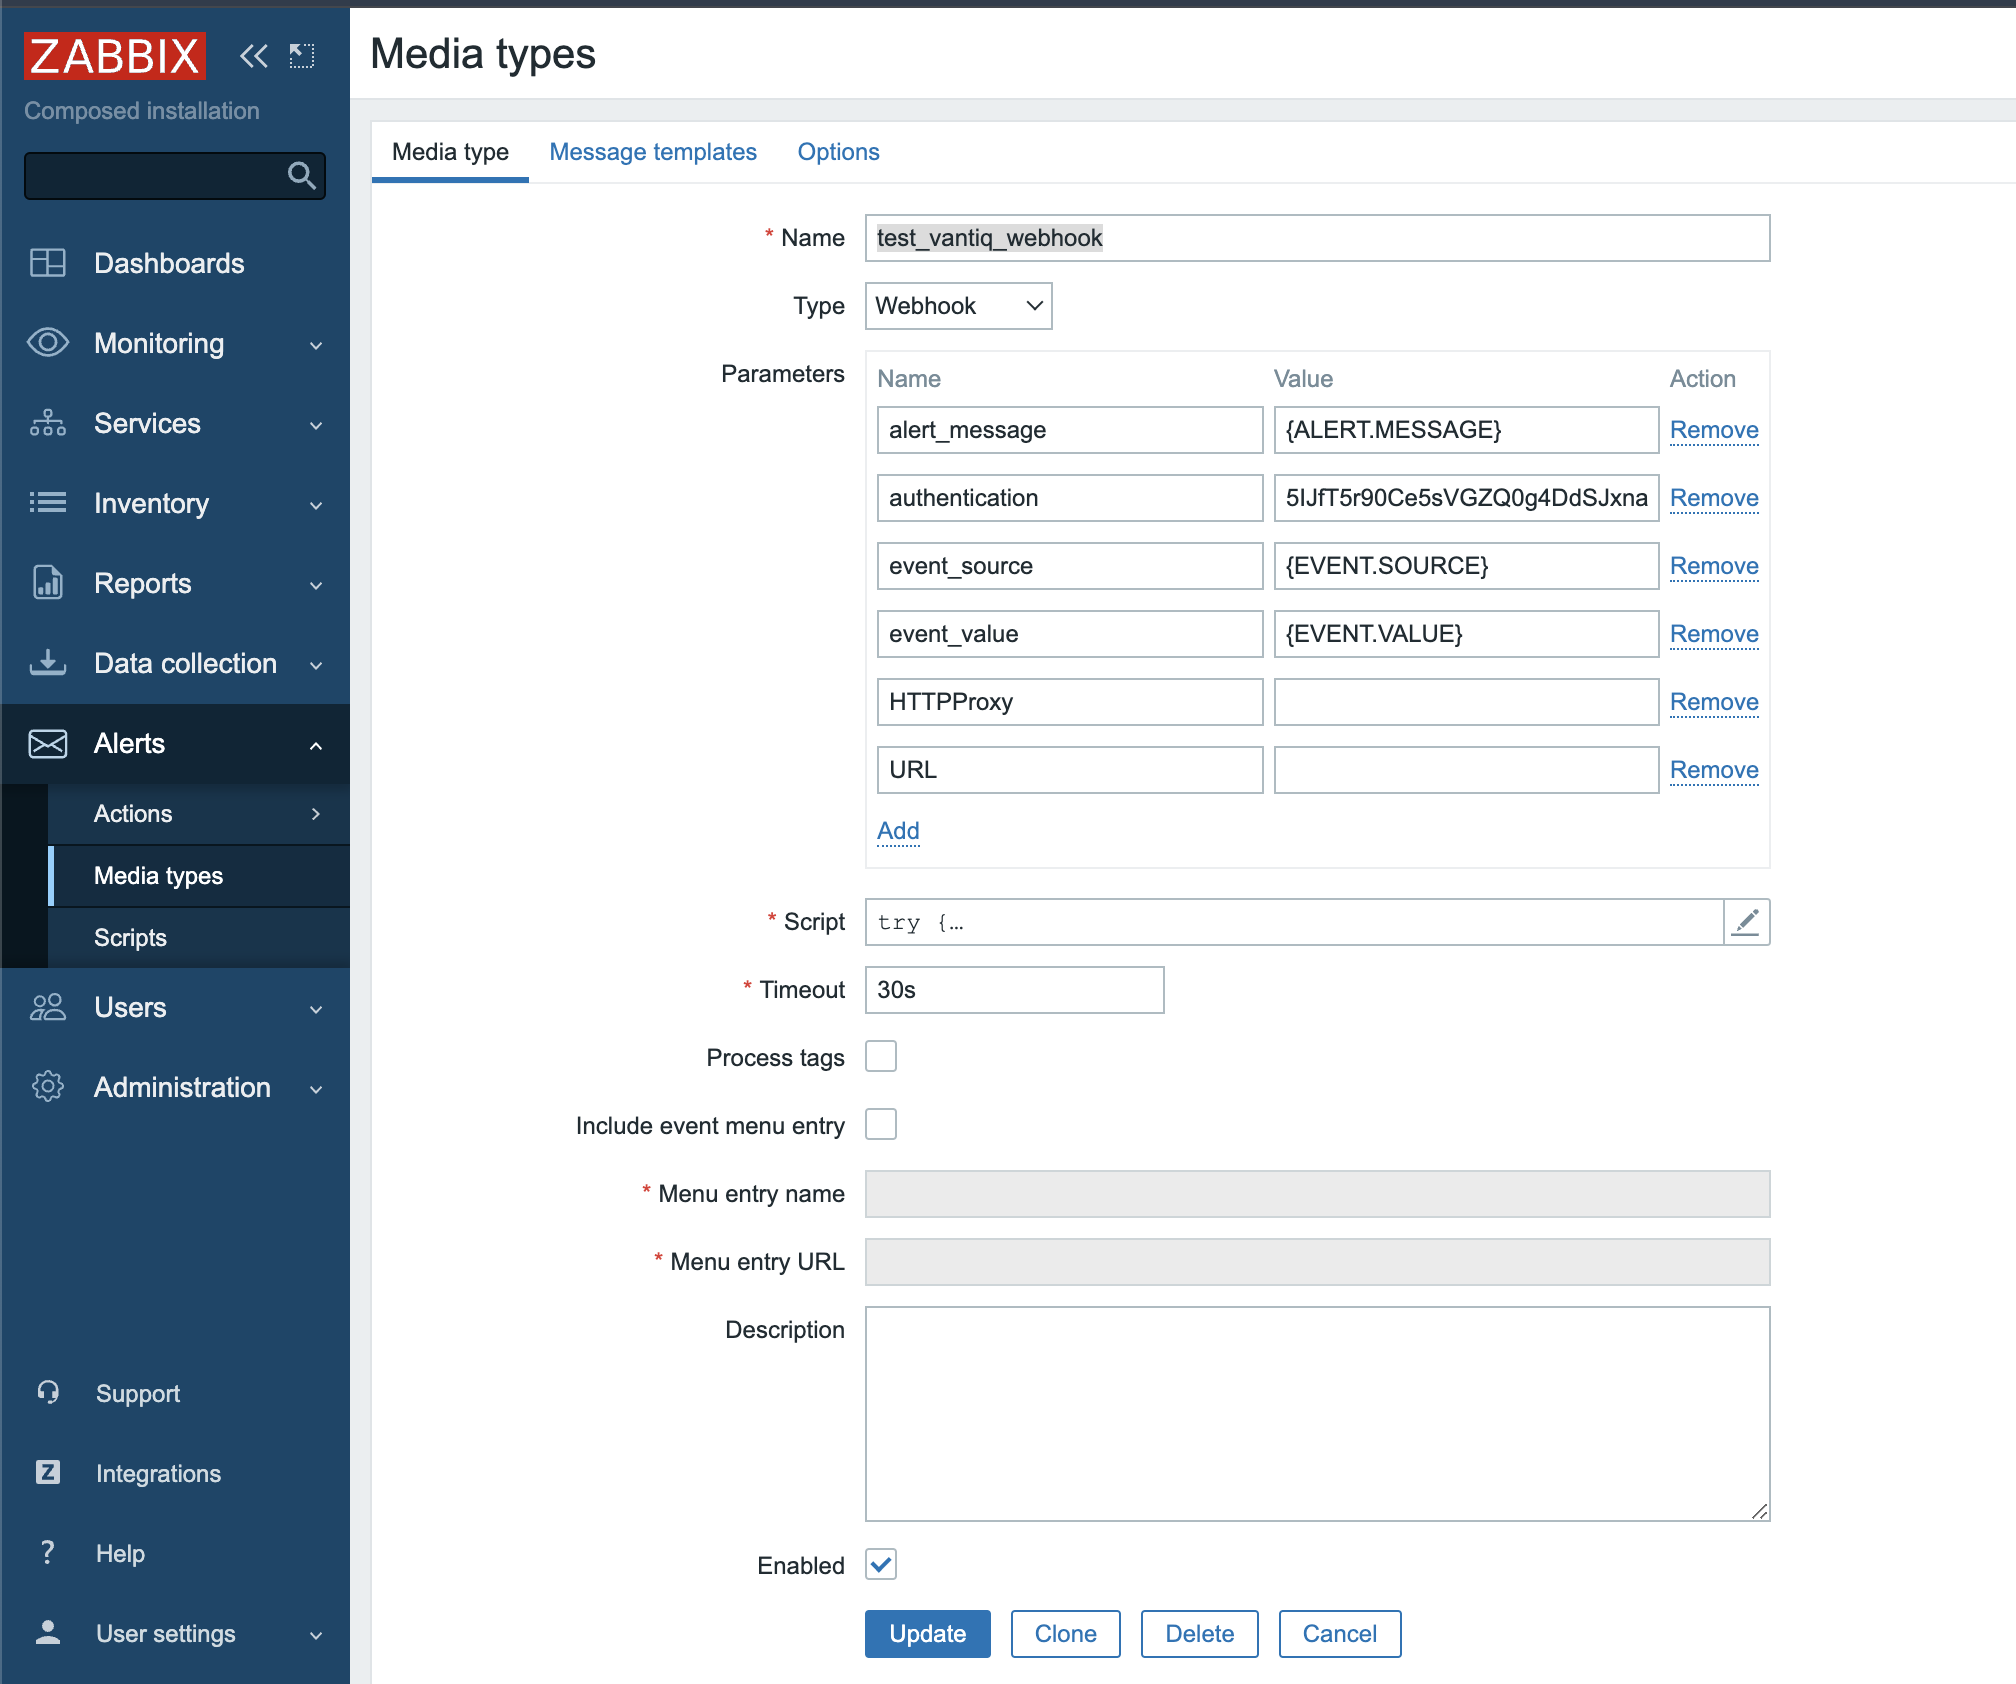 ZABBIX
Composed installation
Dashboards
Monitoring
Services
Inventory
Reports
Data collection
Alerts
Actions
Media types
Scripts
Users
Administration
Support
Z Integrations
? Help
User settings
Media types
Media type Message templates Options
* Name test_vantiq_webhook
Type Webhook
Parameters Name Value Action
alert_message {ALERT.MESSAGE} Remove
authentication 5IJfT5r90Ce5sVGZQ0g4DdSJxna Remove
event_source {EVENT.SOURCE} Remove
event_value {EVENT.VALUE} Remove
HTTPProxy Remove
URL Remove
Add
* Script try {…
* Timeout 30s
Process tags
Include event menu entry
* Menu entry name
* Menu entry URL
Description
Enabled
Update Clone Delete Cancel